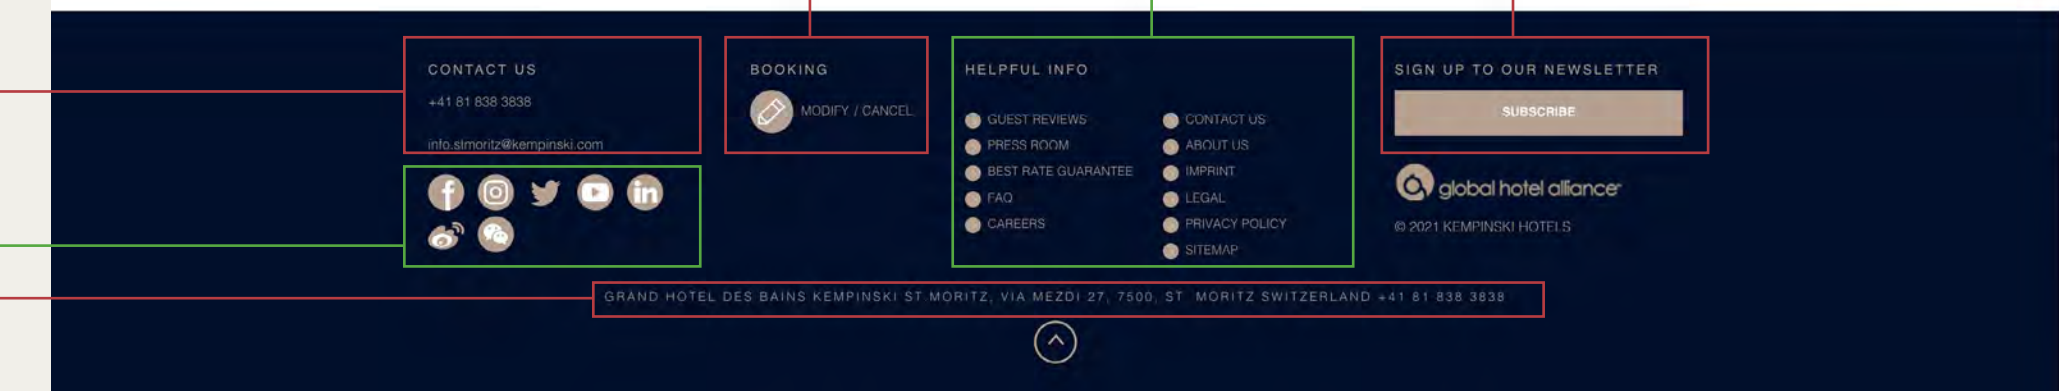 CONTACT US
+41 81 838 3838
info.stmoritz@kempinski.com
BOOKING
MODIFY / CANCEL
HELPFUL INFO
GUEST REVIEWS
PRESS ROOM
BEST RATE GUARANTEE
FAQ
CAREERS
CONTACT US
ABOUT US
IMPRINT
LEGAL
PRIVACY POLICY
SITEMAP
SIGN UP TO OUR NEWSLETTER
SUBSCRIBE
global hotel alliance
© 2021 KEMPINSKI HOTELS
GRAND HOTEL DES BAINS KEMPINSKI ST MORITZ, VIA MEZDI 27, 7500, ST MORITZ SWITZERLAND +41 81 838 3838